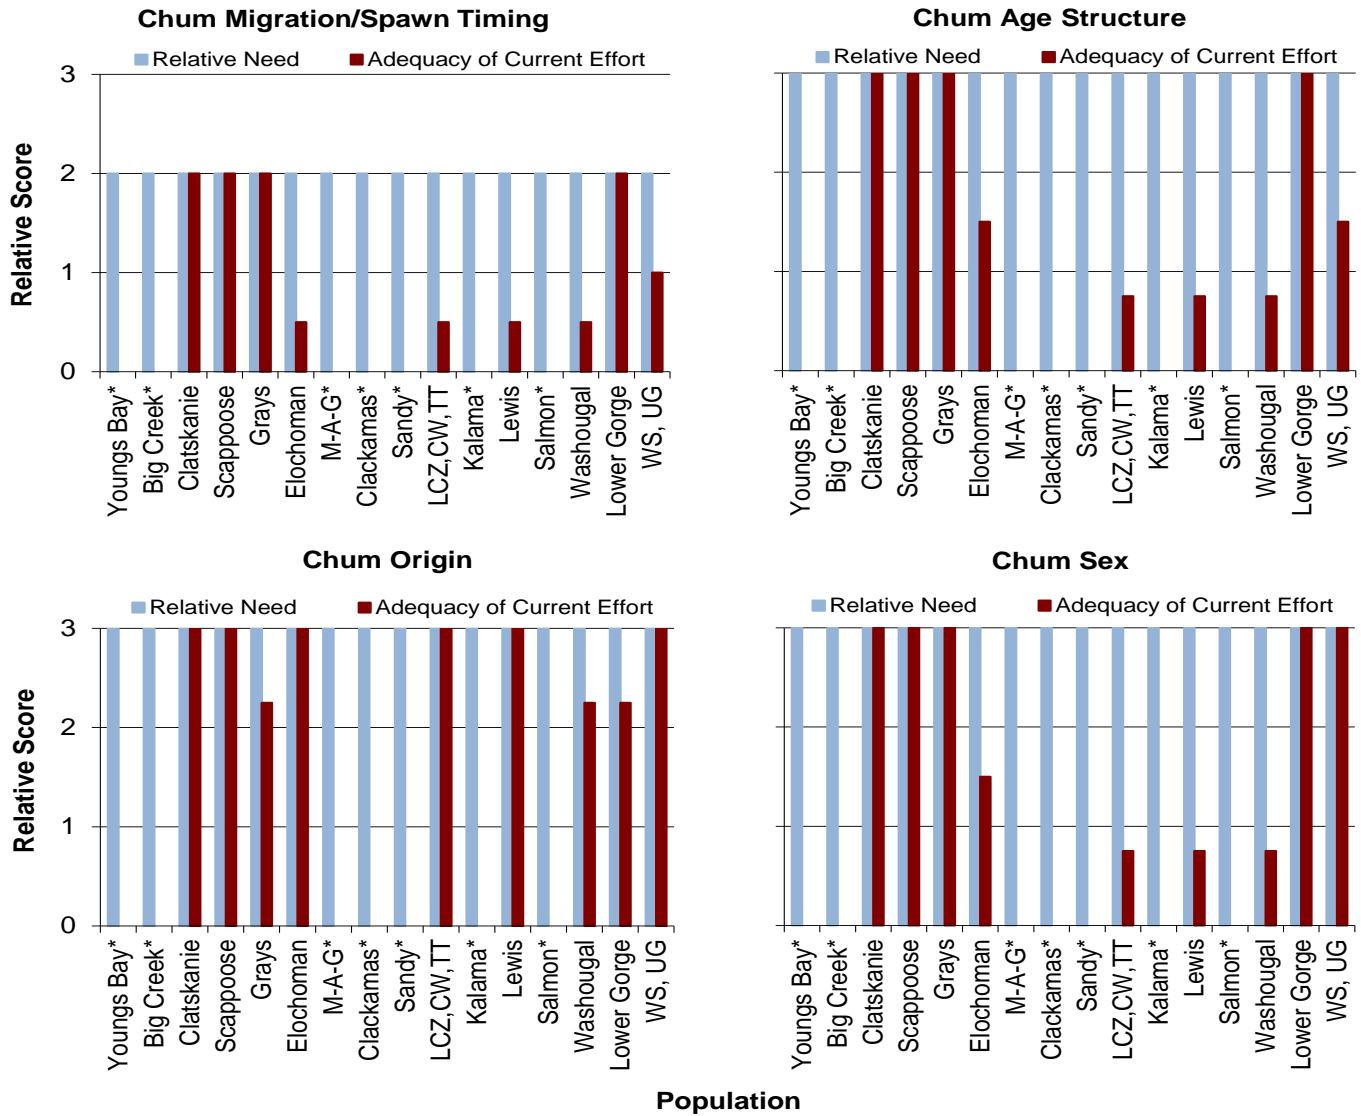 Chum Migration/Spawn Timing
Relative Need Adequacy of Current Effort
3
2
1
0
Relative Score
Youngs Bay*
Big Creek*
Clatskanie
Scappoose
Grays
Elochoman
M-A-G*
Clackamas*
Sandy*
LCZ,CW,TT
Kalama*
Lewis
Salmon*
Washougal
Lower Gorge
WS, UG
Chum Age Structure
Relative Need Adequacy of Current Effort
Youngs Bay*
Big Creek*
Clatskanie
Scappoose
Grays
Elochoman
M-A-G*
Clackamas*
Sandy*
LCZ,CW,TT
Kalama*
Lewis
Salmon*
Washougal
Lower Gorge
WS, UG
Chum Origin
Relative Need Adequacy of Current Effort
3
2
1
0
Relative Score
Youngs Bay*
Big Creek*
Clatskanie
Scappoose
Grays
Elochoman
M-A-G*
Clackamas*
Sandy*
LCZ,CW,TT
Kalama*
Lewis
Salmon*
Washougal
Lower Gorge
WS, UG
Chum Sex
Relative Need Adequacy of Current Effort
Youngs Bay*
Big Creek*
Clatskanie
Scappoose
Grays
Elochoman
M-A-G*
Clackamas*
Sandy*
LCZ,CW,TT
Kalama*
Lewis
Salmon*
Washougal
Lower Gorge
WS, UG
Population